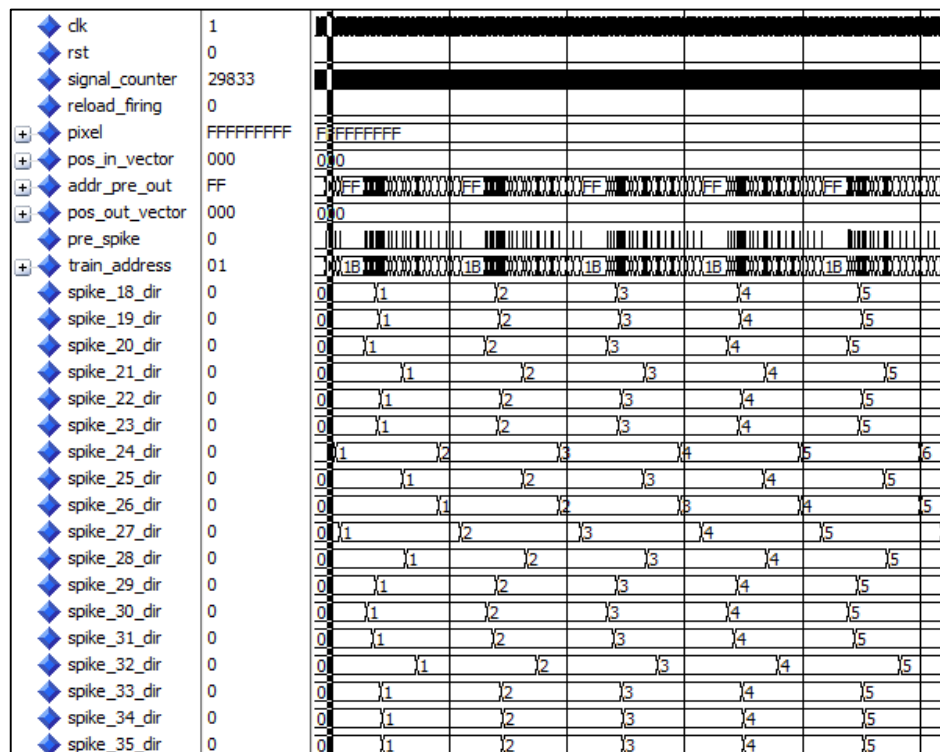 clk 1
rst 0
signal_counter 29833
reload_firing 0
pixel FFFFFFFFF FFFFFFFFF
pos_in_vector 000 000
addr_pre_out FF FF FF FF FF FF
pos_out_vector 000 000
pre_spike 0
train_address 01 1B 1B 1B 1B 1B
spike_18_dir 0 0 1 2 3 4 5
spike_19_dir 0 0 1 2 3 4 5
spike_20_dir 0 0 1 2 3 4 5
spike_21_dir 0 0 1 2 3 4 5
spike_22_dir 0 0 1 2 3 4 5
spike_23_dir 0 0 1 2 3 4 5
spike_24_dir 0 0 1 2 3 4 5 6
spike_25_dir 0 0 1 2 3 4 5
spike_26_dir 0 0 1 2 3 4 5
spike_27_dir 0 0 1 2 3 4 5
spike_28_dir 0 0 1 2 3 4 5
spike_29_dir 0 0 1 2 3 4 5
spike_30_dir 0 0 1 2 3 4 5
spike_31_dir 0 0 1 2 3 4 5
spike_32_dir 0 0 1 2 3 4 5
spike_33_dir 0 0 1 2 3 4 5
spike_34_dir 0 0 1 2 3 4 5
spike_35_dir 0 0 1 2 3 4 5